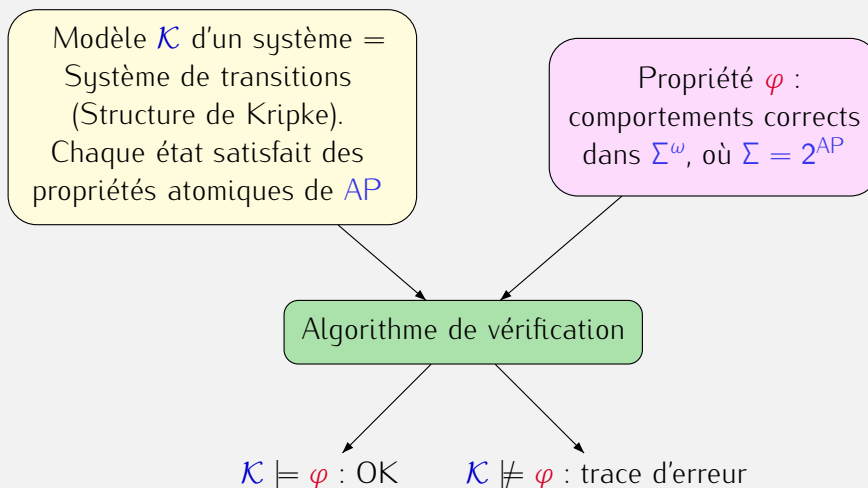 Modèle 𝒦 d'un système =
Système de transitions
(Structure de Kripke).
Chaque état satisfait des
propriétés atomiques de AP
Propriété φ :
comportements corrects
dans Σ^ω, où Σ = 2^AP
Algorithme de vérification
𝒦 ⊨ φ : OK
𝒦 ⊭ φ : trace d'erreur